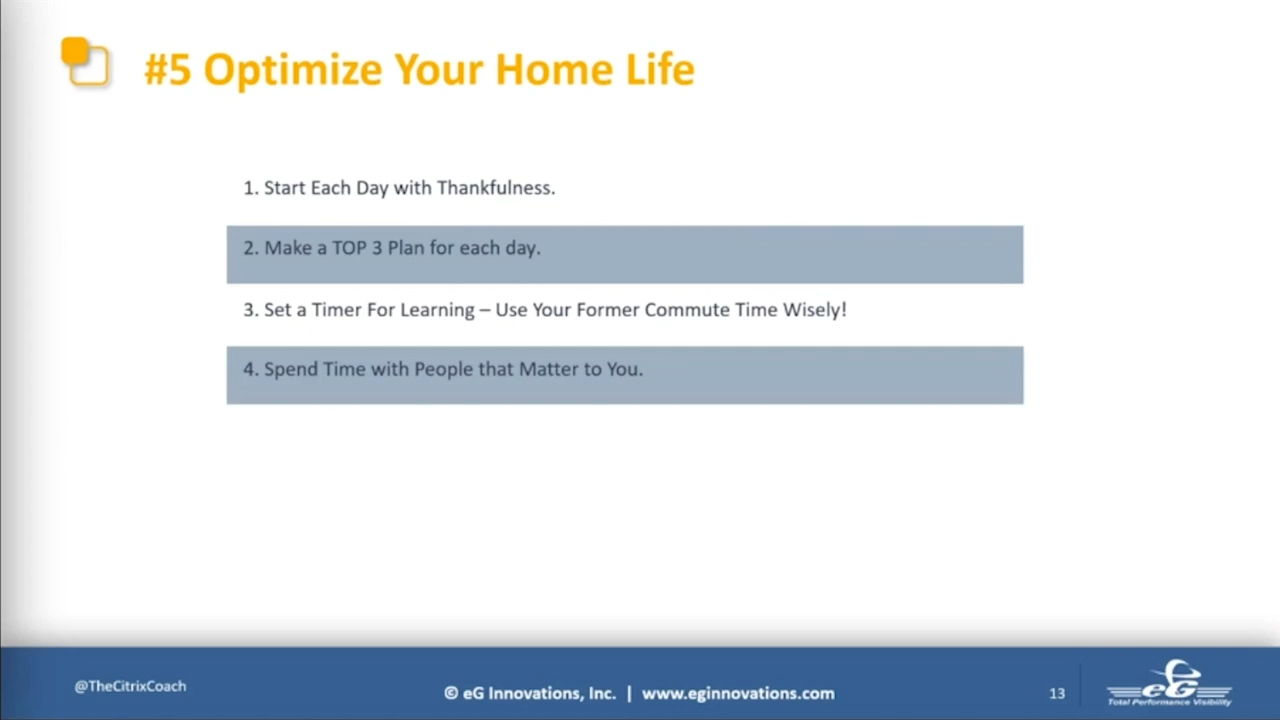 #5 Optimize Your Home Life
1. Start Each Day with Thankfulness.
2. Make a TOP 3 Plan for each day.
3. Set a Timer For Learning – Use Your Former Commute Time Wisely!
4. Spend Time with People that Matter to You.
@TheCitrixCoach
© eG Innovations, Inc. | www.eginnovations.com
13
eG
Total Performance Visibility